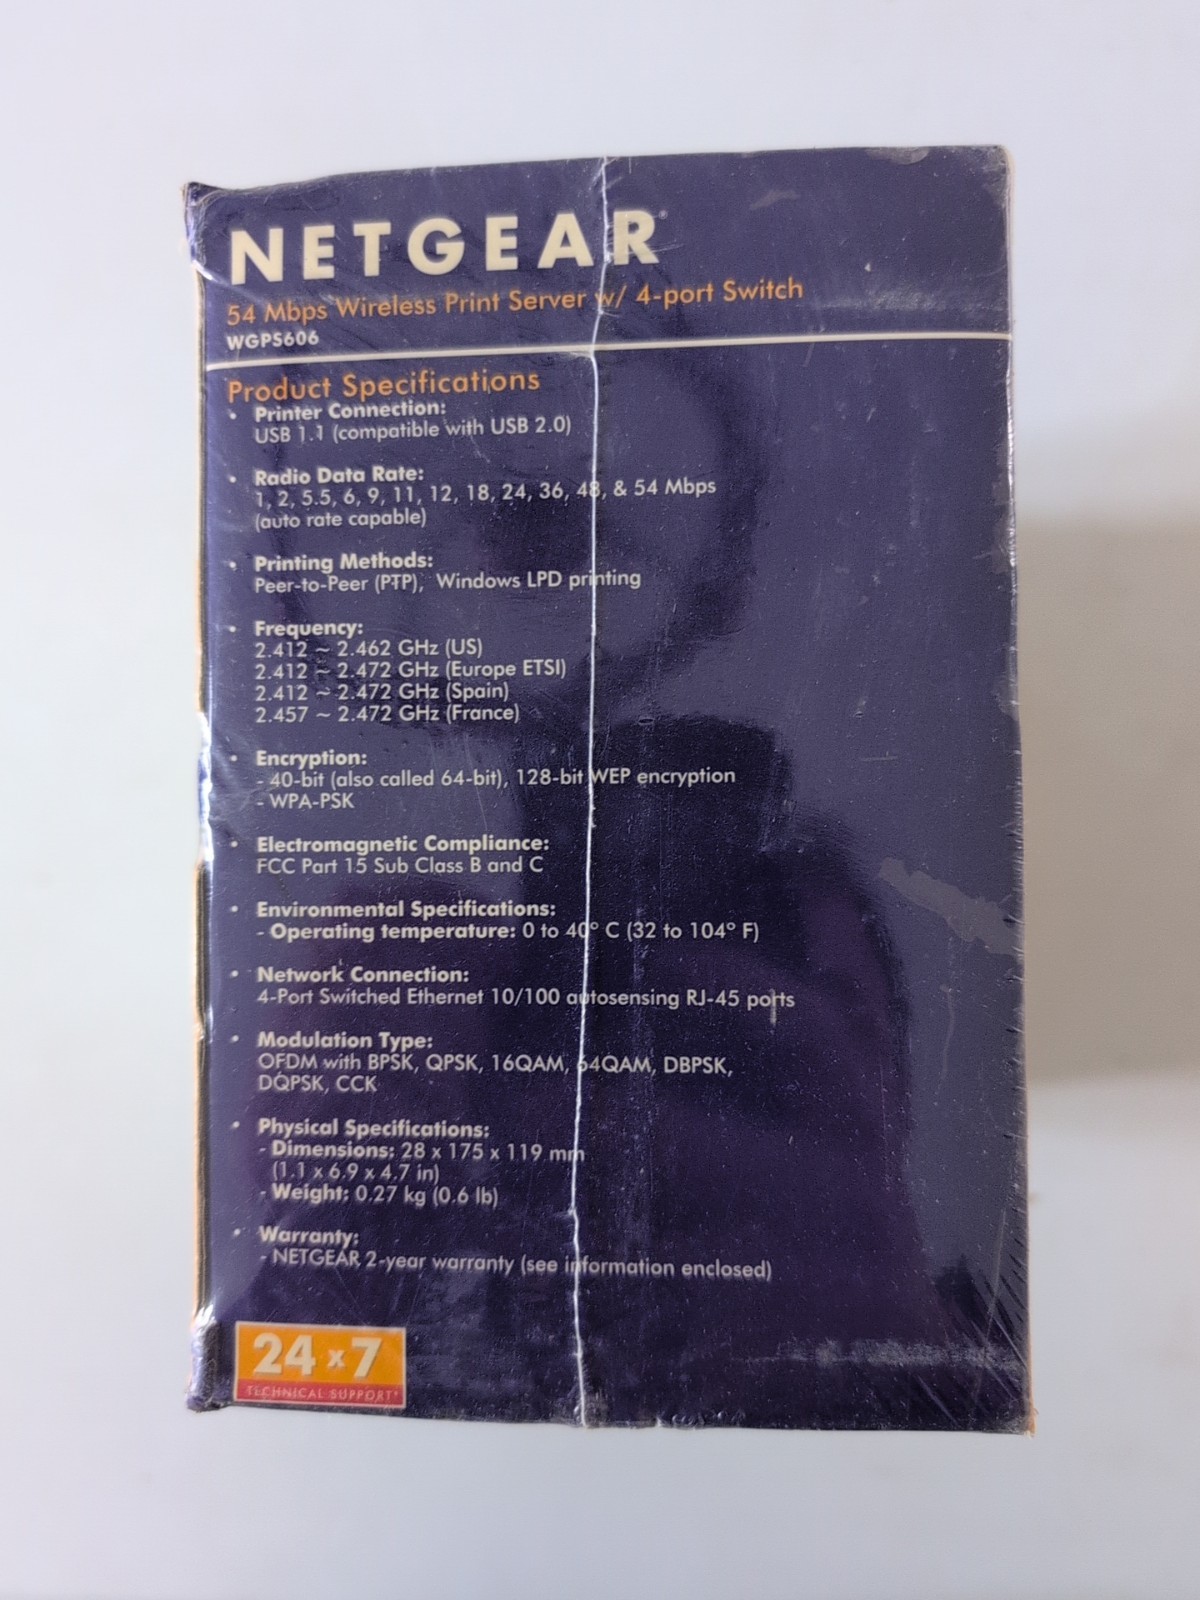 NETGEAR®
54 Mbps Wireless Print Server w/ 4-port Switch
WGPS606
Product Specifications
• Printer Connection:
USB 1.1 (compatible with USB 2.0)
• Radio Data Rate:
1, 2, 5.5, 6, 9, 11, 12, 18, 24, 36, 48, & 54 Mbps
(auto rate capable)
• Printing Methods:
Peer-to-Peer (PTP), Windows LPD printing
• Frequency:
2.412 ~ 2.462 GHz (US)
2.412 ~ 2.472 GHz (Europe ETSI)
2.412 ~ 2.472 GHz (Spain)
2.457 ~ 2.472 GHz (France)
• Encryption:
- 40-bit (also called 64-bit), 128-bit WEP encryption
- WPA-PSK
• Electromagnetic Compliance:
FCC Part 15 Sub Class B and C
• Environmental Specifications:
- Operating temperature: 0 to 40° C (32 to 104° F)
• Network Connection:
4-Port Switched Ethernet 10/100 autosensing RJ-45 ports
• Modulation Type:
OFDM with BPSK, QPSK, 16QAM, 64QAM, DBPSK,
DQPSK, CCK
• Physical Specifications:
- Dimensions: 28 x 175 x 119 mm
(1.1 x 6.9 x 4.7 in)
- Weight: 0.27 kg (0.6 lb)
• Warranty:
- NETGEAR 2-year warranty (see information enclosed)
24 x 7
TECHNICAL SUPPORT*